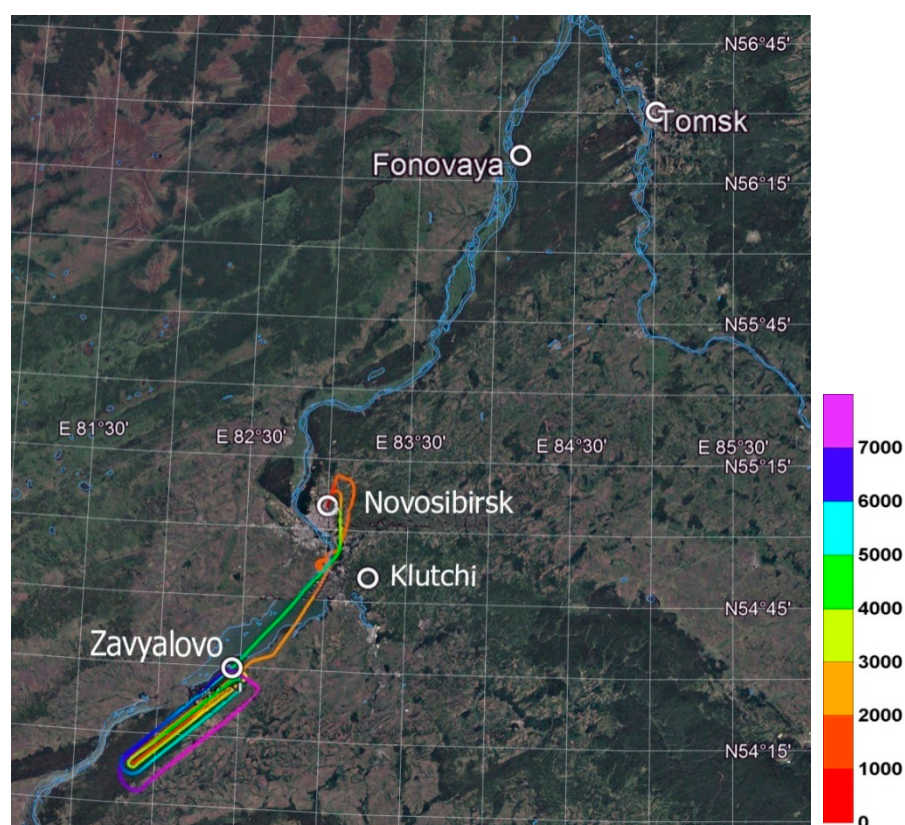 N56°45'
Tomsk
Fonovaya
N56°15'
N55°45'
E 81°30'
E 82°30'
E 83°30'
E 84°30'
E 85°30'
N55°15'
Novosibirsk
Klutchi
N54°45'
Zavyalovo
N54°15'
7000
6000
5000
4000
3000
2000
1000
0